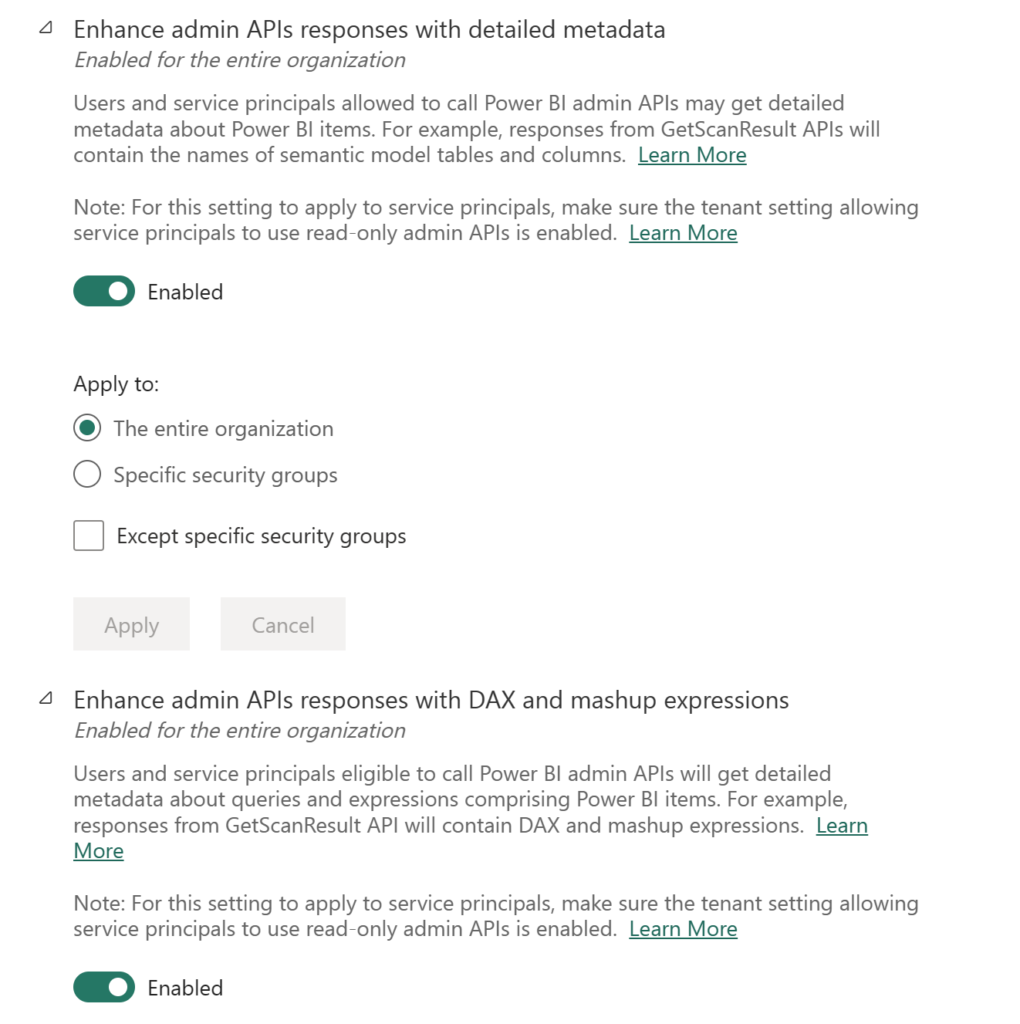 Enhance admin APIs responses with detailed metadata
Enabled for the entire organization
Users and service principals allowed to call Power BI admin APIs may get detailed
metadata about Power BI items. For example, responses from GetScanResult APIs will
contain the names of semantic model tables and columns. Learn More
Note: For this setting to apply to service principals, make sure the tenant setting allowing
service principals to use read-only admin APIs is enabled. Learn More
Enabled
Apply to:
The entire organization
Specific security groups
Except specific security groups
Apply Cancel
Enhance admin APIs responses with DAX and mashup expressions
Enabled for the entire organization
Users and service principals eligible to call Power BI admin APIs will get detailed
metadata about queries and expressions comprising Power BI items. For example,
responses from GetScanResult API will contain DAX and mashup expressions. Learn
More
Note: For this setting to apply to service principals, make sure the tenant setting allowing
service principals to use read-only admin APIs is enabled. Learn More
Enabled